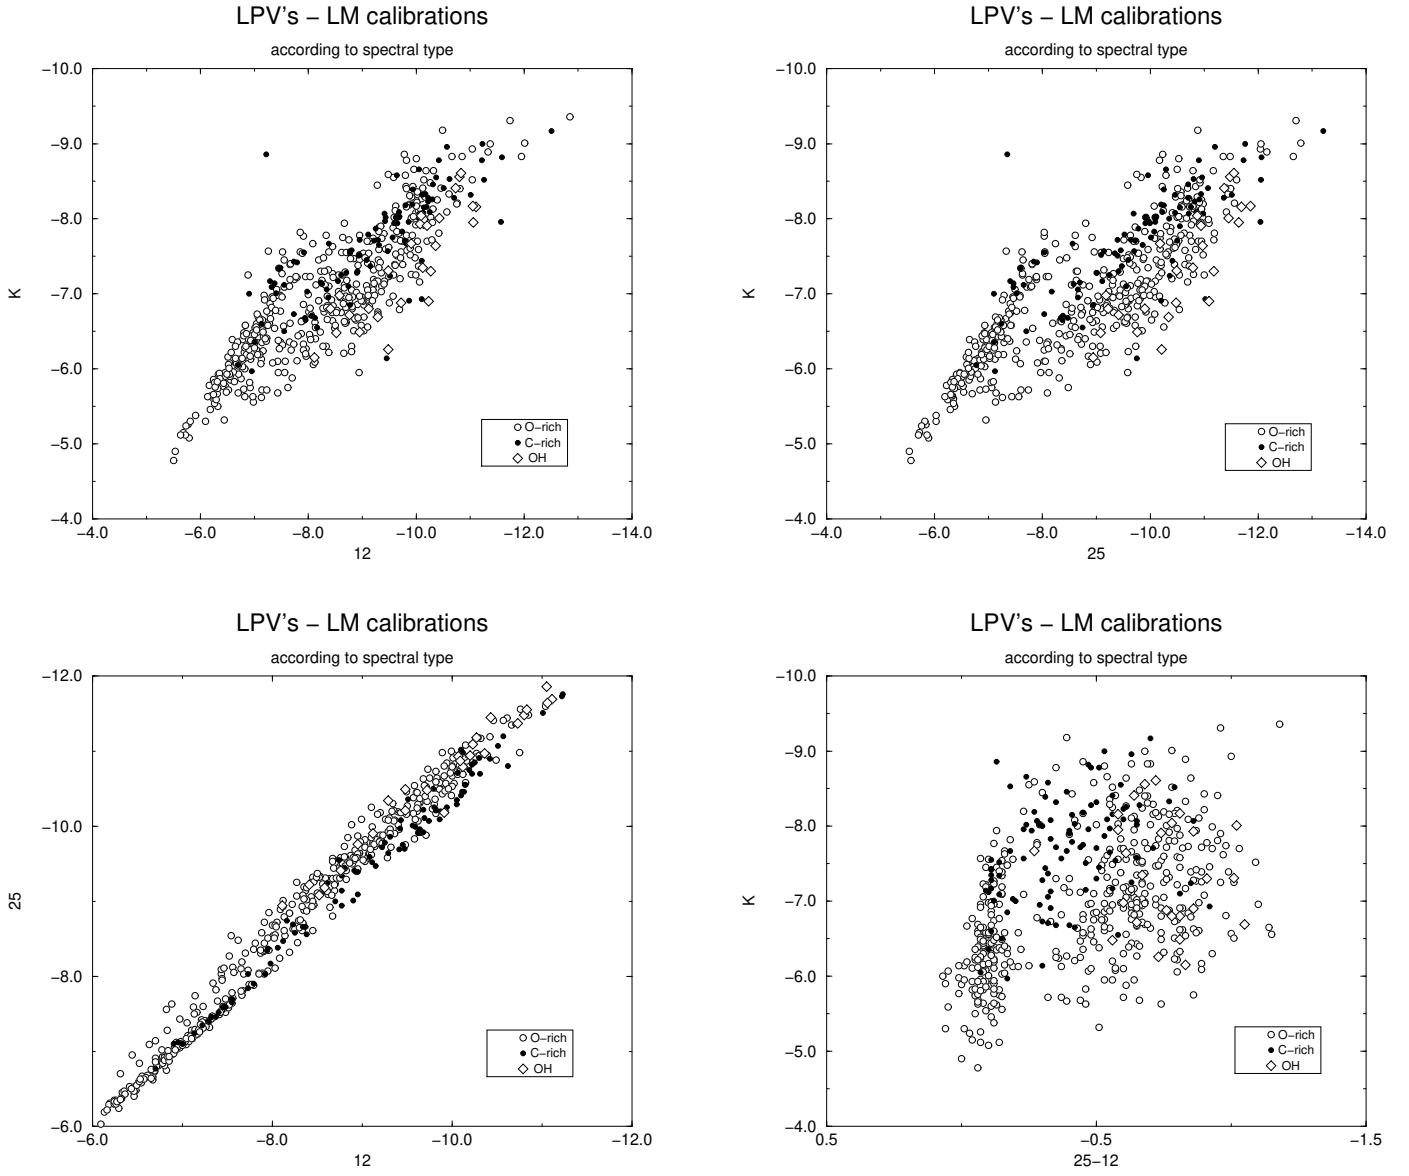 LPV's − LM calibrations
according to spectral type
−10.0
−9.0
−8.0
−7.0
−6.0
−5.0
−4.0
K
−4.0 −6.0 −8.0 −10.0 −12.0 −14.0
12
O−rich
C−rich
OH
LPV's − LM calibrations
according to spectral type
−10.0
−9.0
−8.0
−7.0
−6.0
−5.0
−4.0
K
−4.0 −6.0 −8.0 −10.0 −12.0 −14.0
25
O−rich
C−rich
OH
LPV's − LM calibrations
according to spectral type
−12.0
−10.0
−8.0
−6.0
25
−6.0 −8.0 −10.0 −12.0
12
O−rich
C−rich
OH
LPV's − LM calibrations
according to spectral type
−10.0
−9.0
−8.0
−7.0
−6.0
−5.0
−4.0
K
0.5 −0.5 −1.5
25−12
O−rich
C−rich
OH